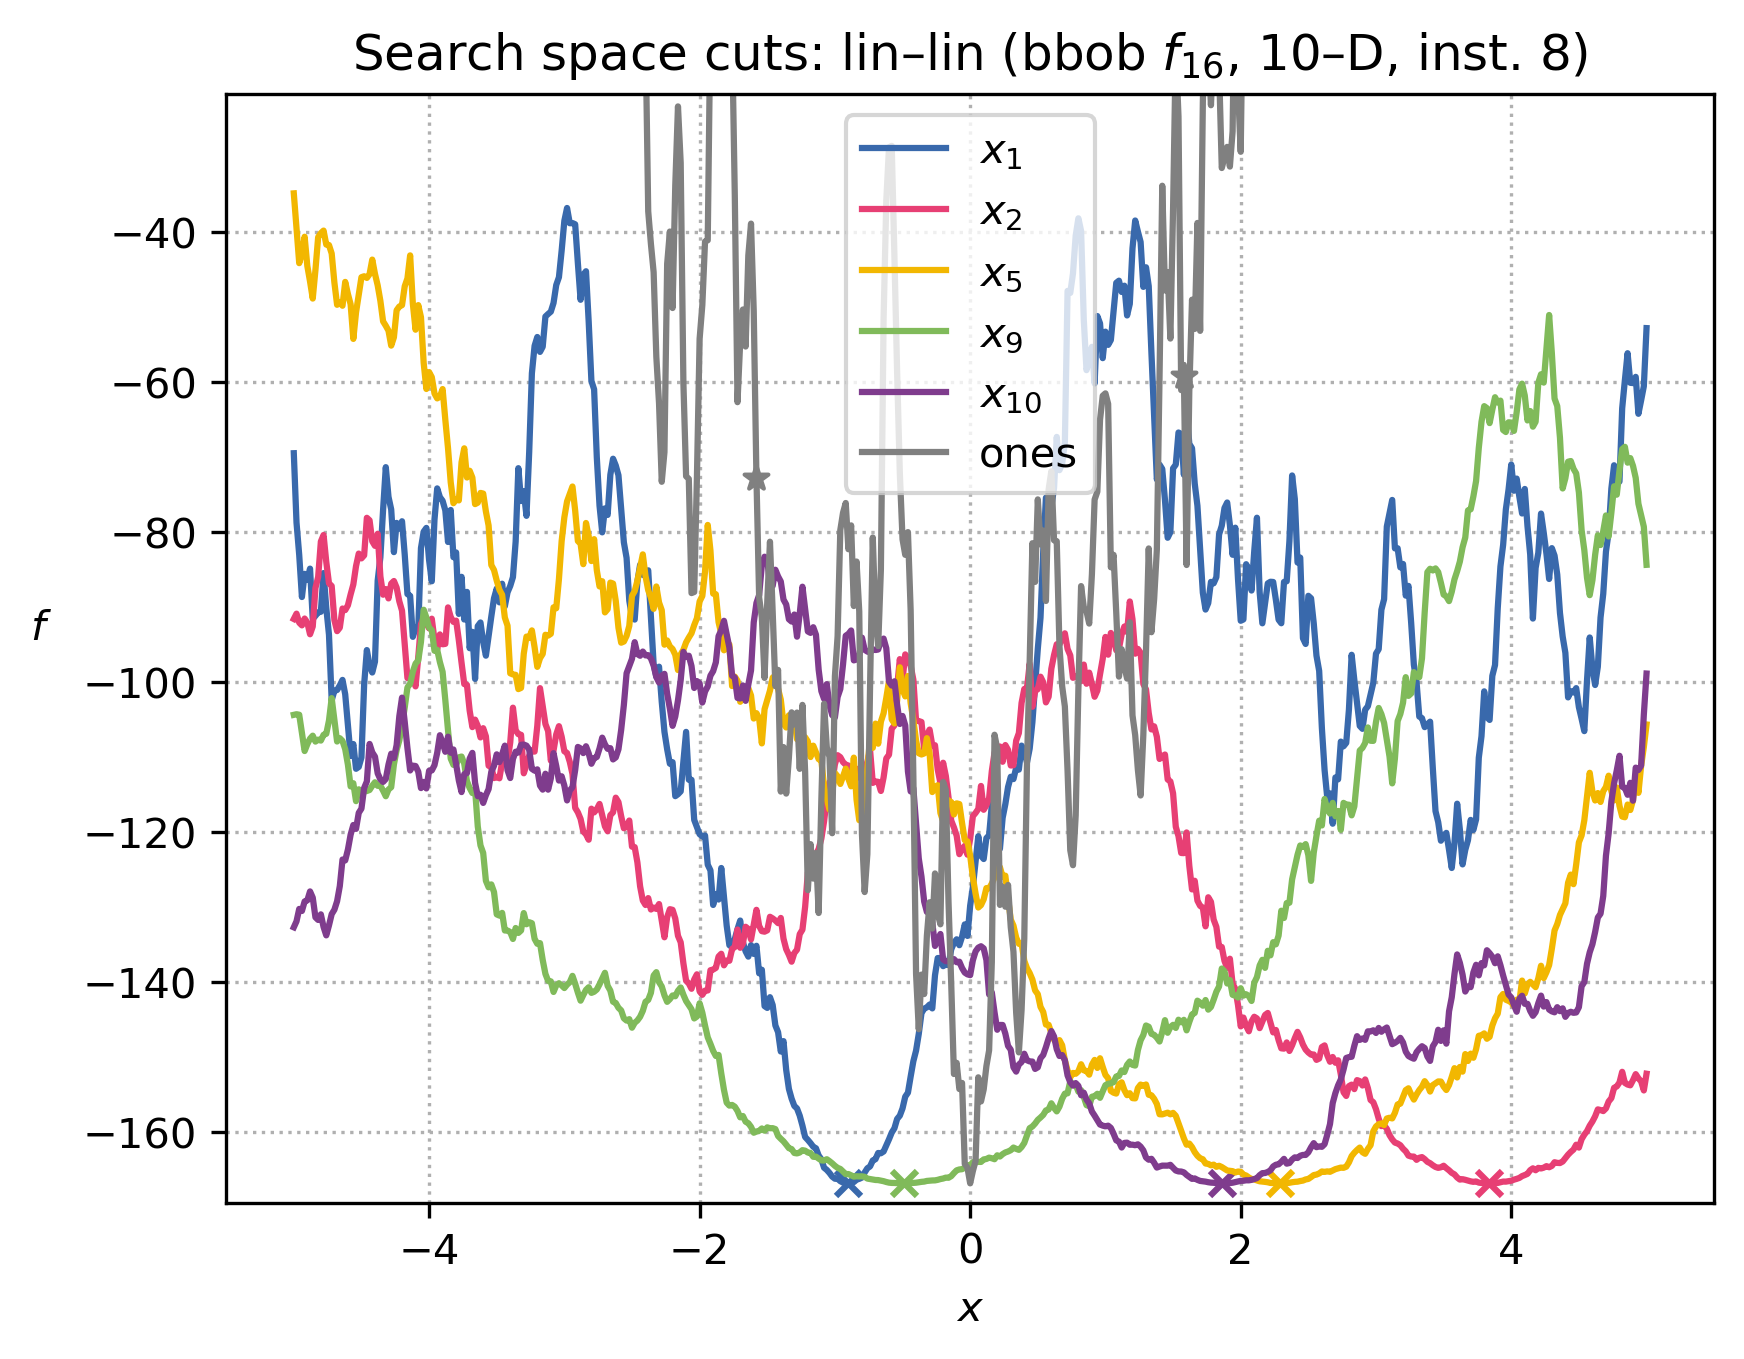 Search space cuts: lin–lin (bbob f₁₆, 10–D, inst. 8)
x₁
x₂
x₅
x₉
x₁₀
ones
f
−40
−60
−80
−100
−120
−140
−160
−4
−2
0
2
4
x